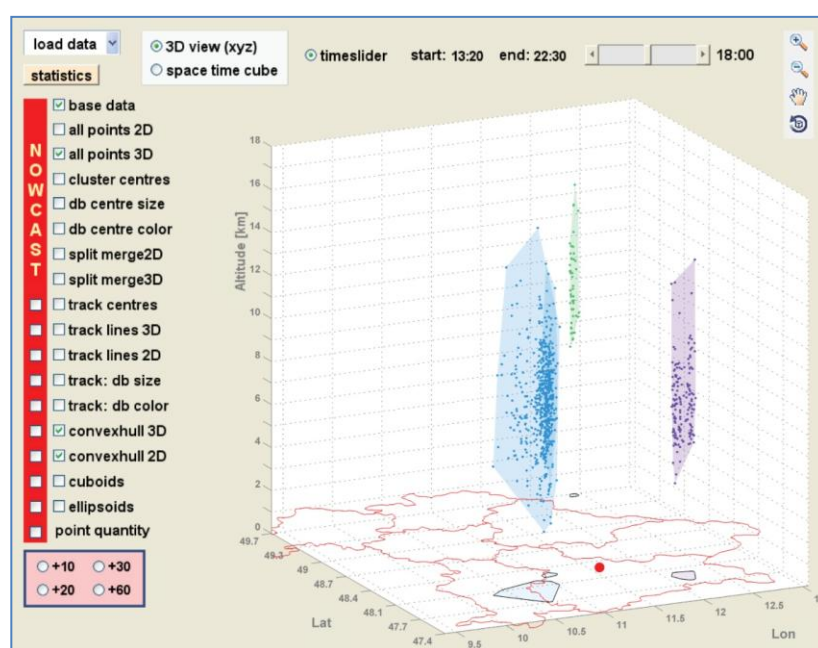 load data
statistics
3D view (xyz)
space time cube
timeslider start: 13:20 end: 22:30 18:00
NOWCAST
base data
all points 2D
all points 3D
cluster centres
db centre size
db centre color
split merge2D
split merge3D
track centres
track lines 3D
track lines 2D
track: db size
track: db color
convexhull 3D
convexhull 2D
cuboids
ellipsoids
point quantity
+10 +30
+20 +60
Altitude [km]
18
16
14
12
10
8
6
4
2
0
49.7
49.3
49
48.7
48.4
48.1
47.7
47.4
Lat
9.5
10
10.5
11
11.5
12
12.5
Lon